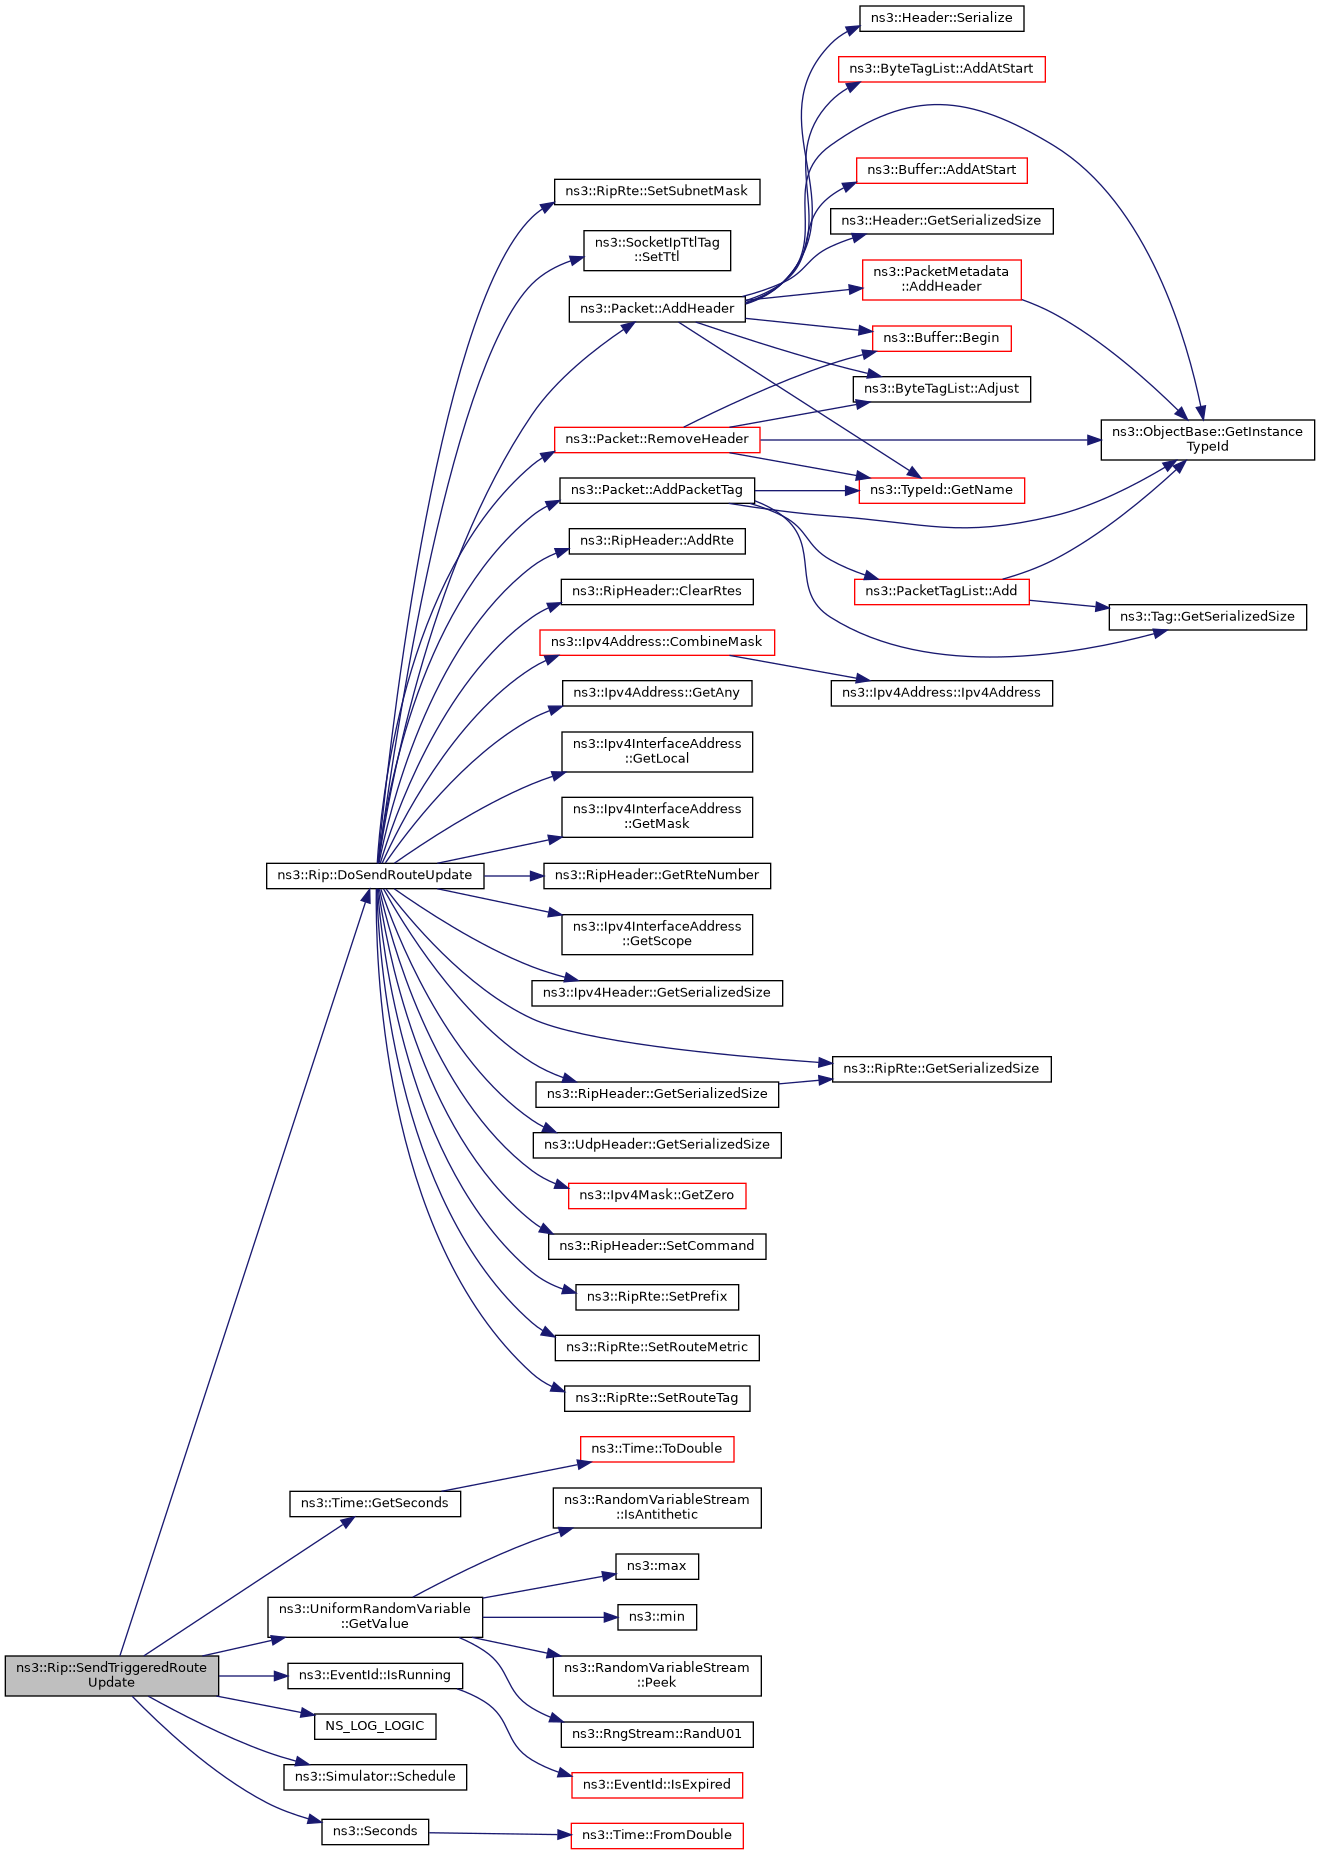 ns3::Header::Serialize
ns3::ByteTagList::AddAtStart
ns3::Buffer::AddAtStart
ns3::RipRte::SetSubnetMask
ns3::Header::GetSerializedSize
ns3::SocketIpTtlTag
::SetTtl
ns3::PacketMetadata
::AddHeader
ns3::Packet::AddHeader
ns3::Buffer::Begin
ns3::ByteTagList::Adjust
ns3::Packet::RemoveHeader
ns3::ObjectBase::GetInstance
TypeId
ns3::Packet::AddPacketTag
ns3::TypeId::GetName
ns3::RipHeader::AddRte
ns3::RipHeader::ClearRtes
ns3::PacketTagList::Add
ns3::Tag::GetSerializedSize
ns3::Ipv4Address::CombineMask
ns3::Ipv4Address::GetAny
ns3::Ipv4Address::Ipv4Address
ns3::Ipv4InterfaceAddress
::GetLocal
ns3::Ipv4InterfaceAddress
::GetMask
ns3::Rip::DoSendRouteUpdate
ns3::RipHeader::GetRteNumber
ns3::Ipv4InterfaceAddress
::GetScope
ns3::Ipv4Header::GetSerializedSize
ns3::RipRte::GetSerializedSize
ns3::RipHeader::GetSerializedSize
ns3::UdpHeader::GetSerializedSize
ns3::Ipv4Mask::GetZero
ns3::RipHeader::SetCommand
ns3::RipRte::SetPrefix
ns3::RipRte::SetRouteMetric
ns3::RipRte::SetRouteTag
ns3::Time::ToDouble
ns3::Time::GetSeconds
ns3::RandomVariableStream
::IsAntithetic
ns3::max
ns3::UniformRandomVariable
::GetValue
ns3::min
ns3::Rip::SendTriggeredRoute
Update
ns3::EventId::IsRunning
ns3::RandomVariableStream
::Peek
NS_LOG_LOGIC
ns3::RngStream::RandU01
ns3::Simulator::Schedule
ns3::EventId::IsExpired
ns3::Seconds
ns3::Time::FromDouble